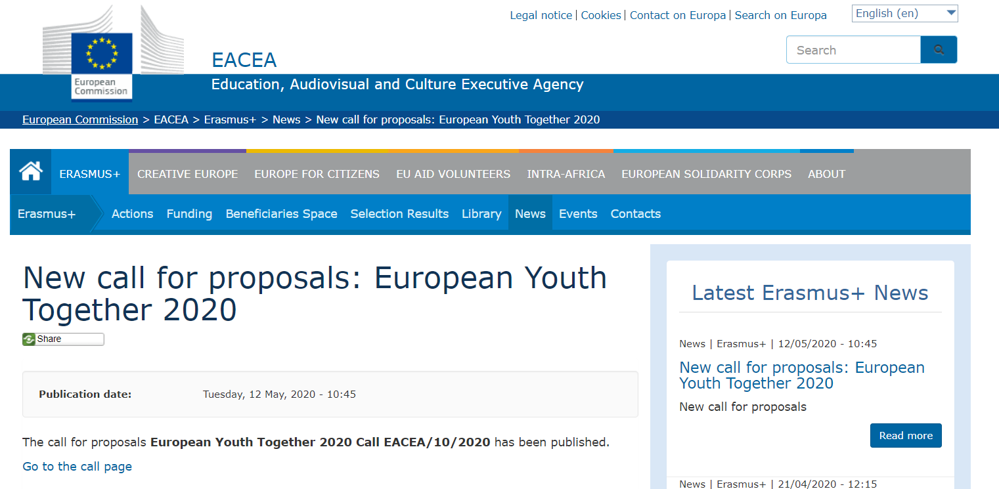 Legal notice | Cookies | Contact on Europa | Search on Europa
English (en)
Search
European
Commission
EACEA
Education, Audiovisual and Culture Executive Agency
European Commission > EACEA > Erasmus+ > News > New call for proposals: European Youth Together 2020
ERASMUS+ CREATIVE EUROPE EUROPE FOR CITIZENS EU AID VOLUNTEERS INTRA-AFRICA EUROPEAN SOLIDARITY CORPS ABOUT
Erasmus+ Actions Funding Beneficiaries Space Selection Results Library News Events Contacts
New call for proposals: European Youth
Together 2020
Share
Publication date: Tuesday, 12 May, 2020 - 10:45
The call for proposals European Youth Together 2020 Call EACEA/10/2020 has been published.
Go to the call page
Latest Erasmus+ News
News | Erasmus+ | 12/05/2020 - 10:45
New call for proposals: European
Youth Together 2020
New call for proposals
Read more
News | Erasmus+ | 21/04/2020 - 12:15